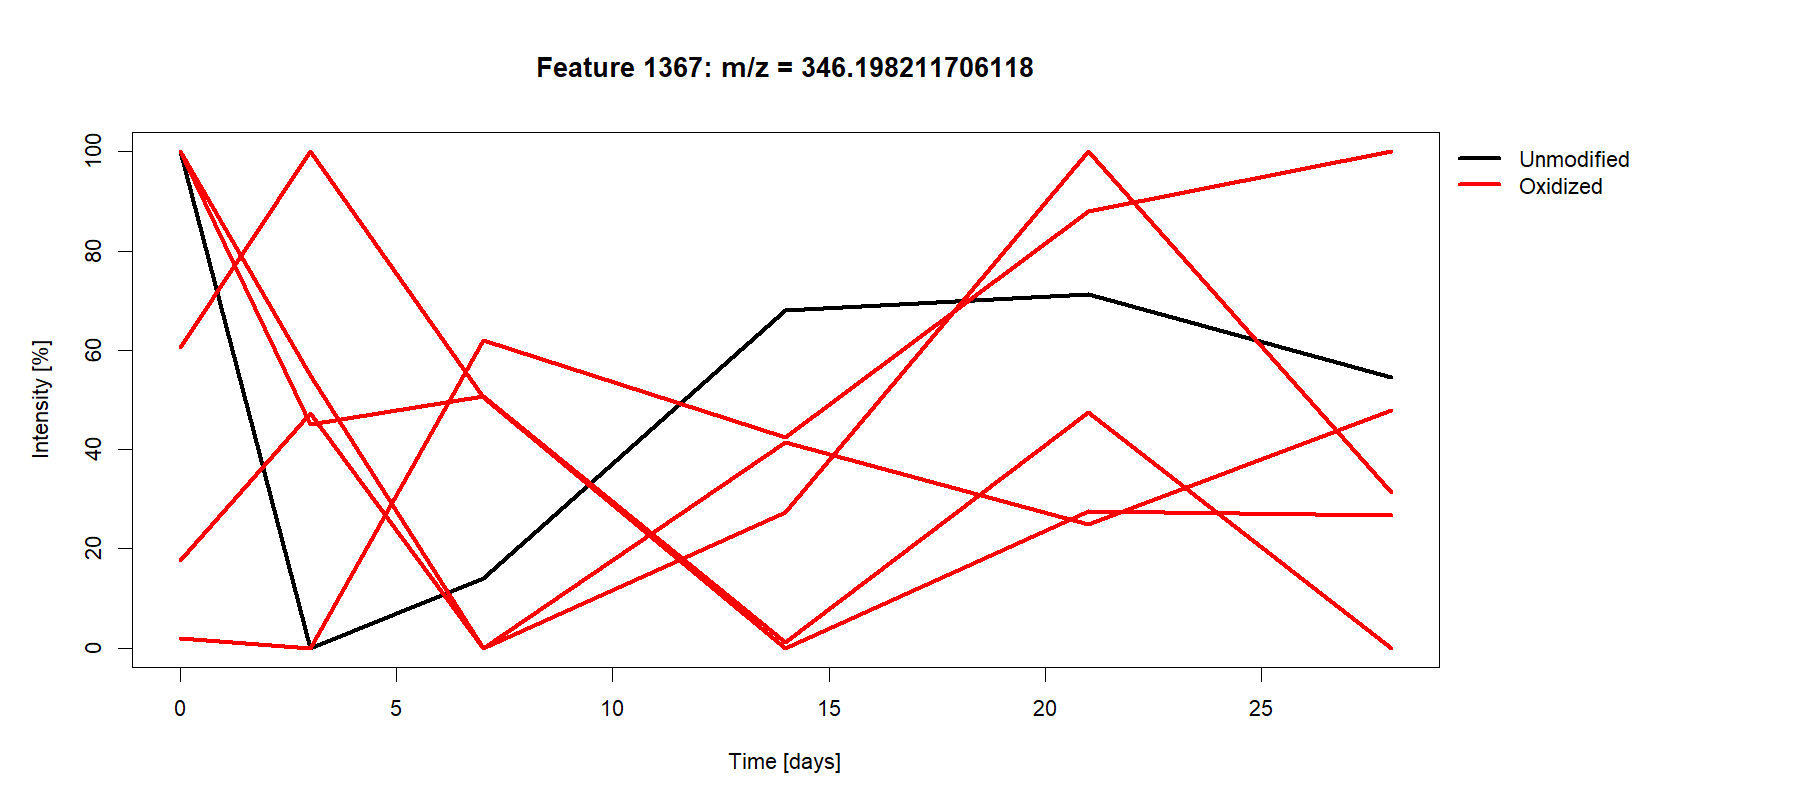 Feature 1367: m/z = 346.198211706118
Unmodified
Oxidized
Intensity [%]
100
80
60
40
20
0
0 5 10 15 20 25
Time [days]